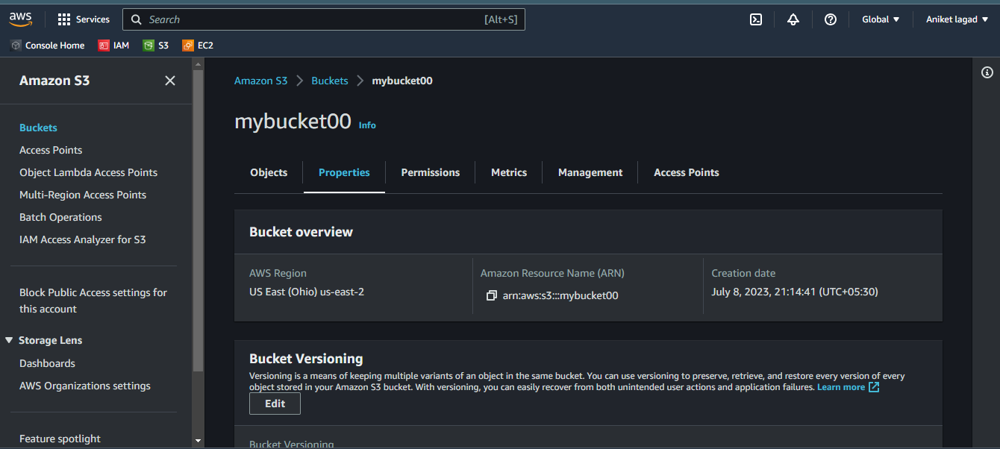 aws
Services
Search
[Alt+S]
Global
Aniket lagad
Console Home
IAM
S3
EC2
Amazon S3
Buckets
Access Points
Object Lambda Access Points
Multi-Region Access Points
Batch Operations
IAM Access Analyzer for S3
Block Public Access settings for
this account
Storage Lens
Dashboards
AWS Organizations settings
Feature spotlight
Amazon S3 > Buckets > mybucket00
mybucket00 Info
Objects
Properties
Permissions
Metrics
Management
Access Points
Bucket overview
AWS Region
US East (Ohio) us-east-2
Amazon Resource Name (ARN)
arn:aws:s3:::mybucket00
Creation date
July 8, 2023, 21:14:41 (UTC+05:30)
Bucket Versioning
Versioning is a means of keeping multiple variants of an object in the same bucket. You can use versioning to preserve, retrieve, and restore every version of every
object stored in your Amazon S3 bucket. With versioning, you can easily recover from both unintended user actions and application failures. Learn more
Edit
Bucket Versioning